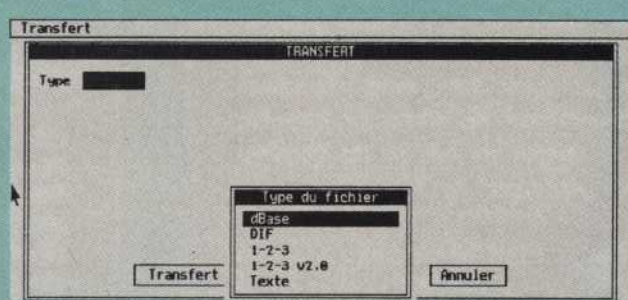 Transfert
TRANSFERT
Type
Type du fichier
dBase
DIF
1-2-3
1-2-3 v2.0
Texte
Transfert
Annuler